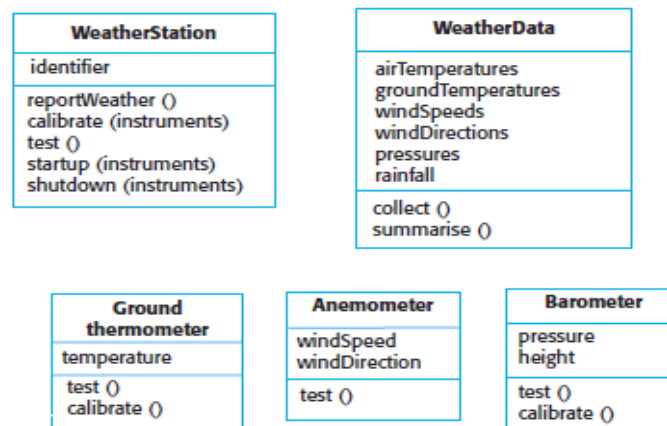 WeatherStation
identifier
reportWeather ()
calibrate (instruments)
test ()
startup (instruments)
shutdown (instruments)
WeatherData
airTemperatures
groundTemperatures
windSpeeds
windDirections
pressures
rainfall
collect ()
summarise ()
Ground
thermometer
temperature
test ()
calibrate ()
Anemometer
windSpeed
windDirection
test ()
Barometer
pressure
height
test ()
calibrate ()